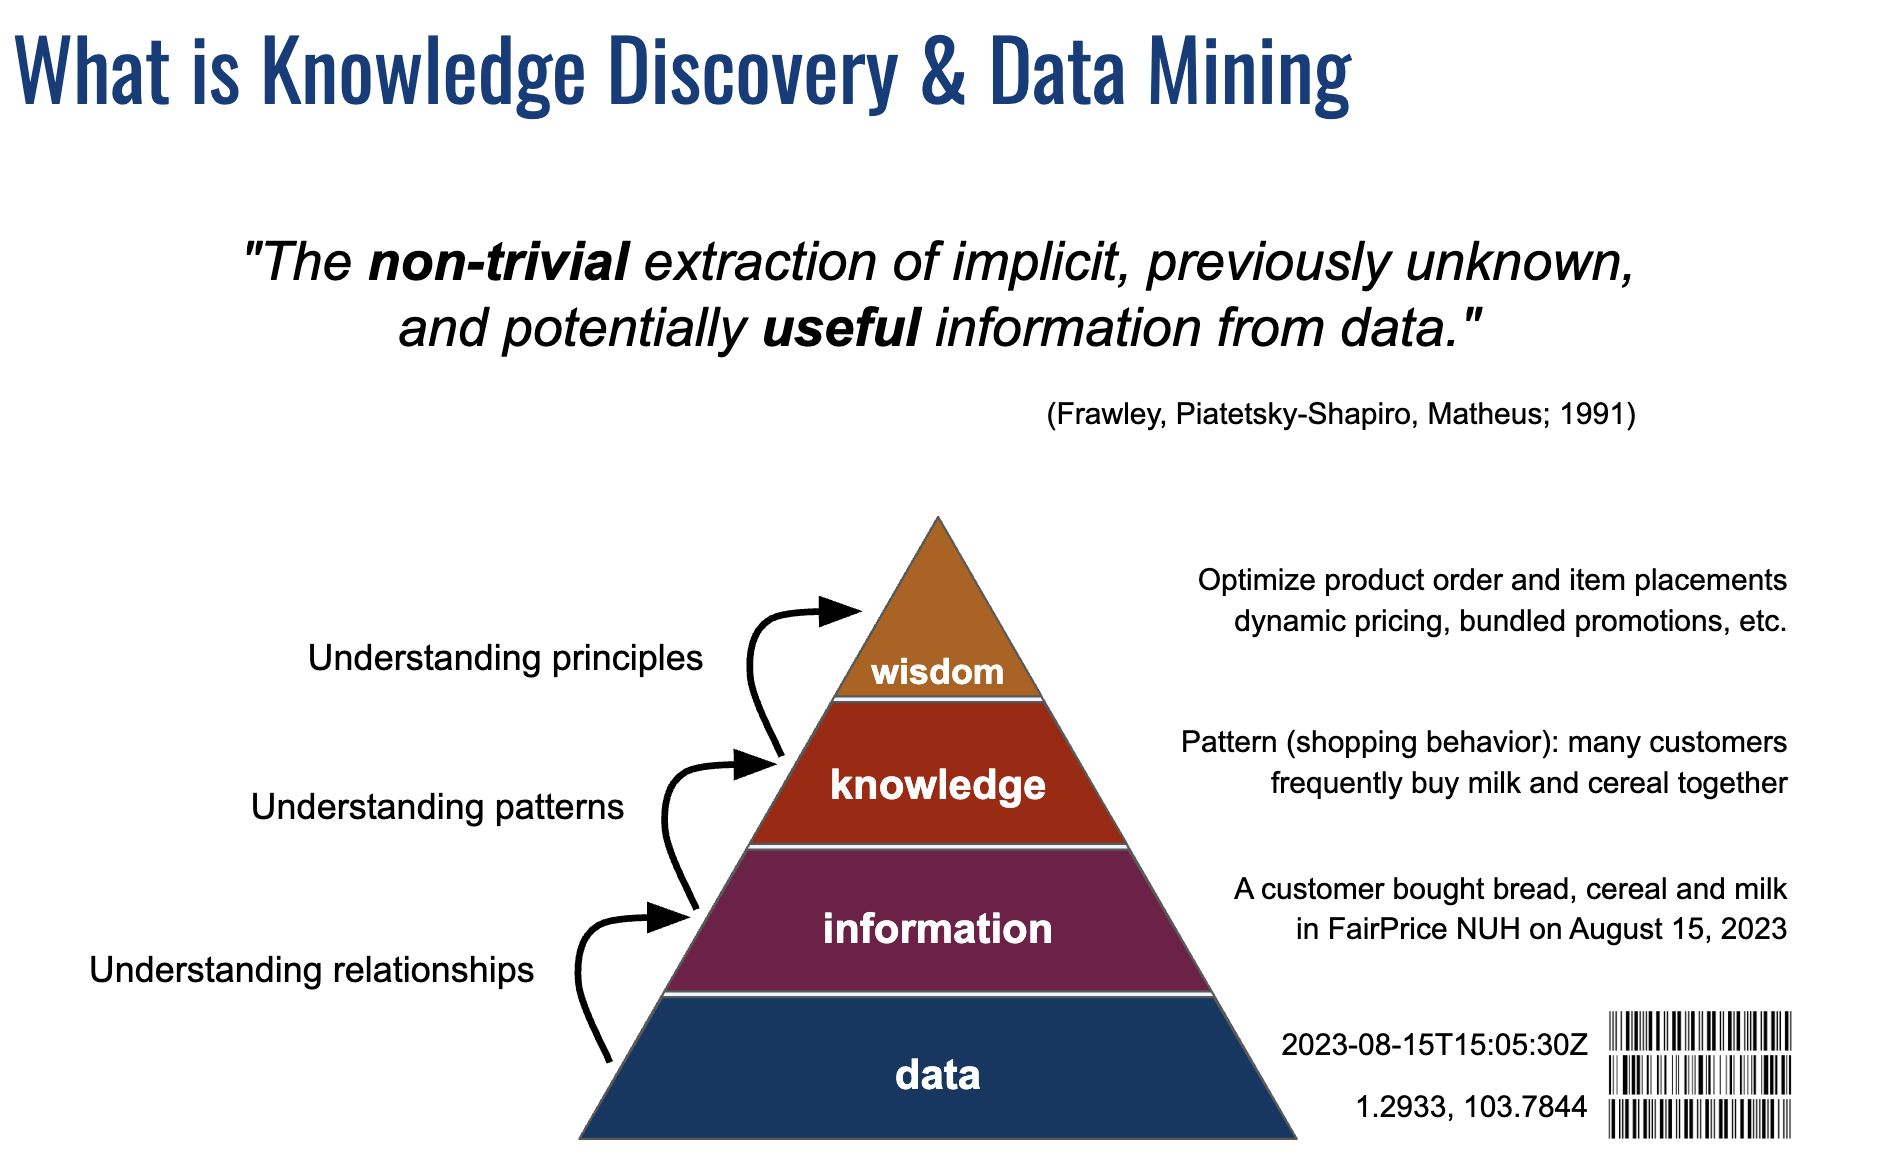 What is Knowledge Discovery & Data Mining
"The non-trivial extraction of implicit, previously unknown,
and potentially useful information from data."
(Frawley, Piatetsky-Shapiro, Matheus; 1991)
Understanding principles
wisdom
Optimize product order and item placements
dynamic pricing, bundled promotions, etc.
Understanding patterns
knowledge
Pattern (shopping behavior): many customers
frequently buy milk and cereal together
Understanding relationships
information
A customer bought bread, cereal and milk
in FairPrice NUH on August 15, 2023
data
2023-08-15T15:05:30Z
1.2933, 103.7844